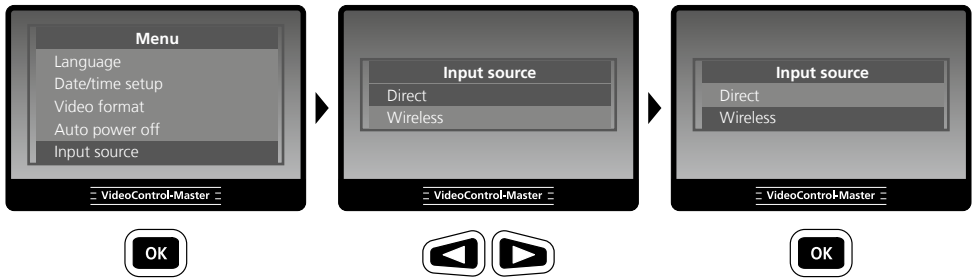 Menu
Language
Date/time setup
Video format
Auto power off
Input source
VideoControl-Master
OK
Input source
Direct
Wireless
VideoControl-Master
Input source
Direct
Wireless
VideoControl-Master
OK